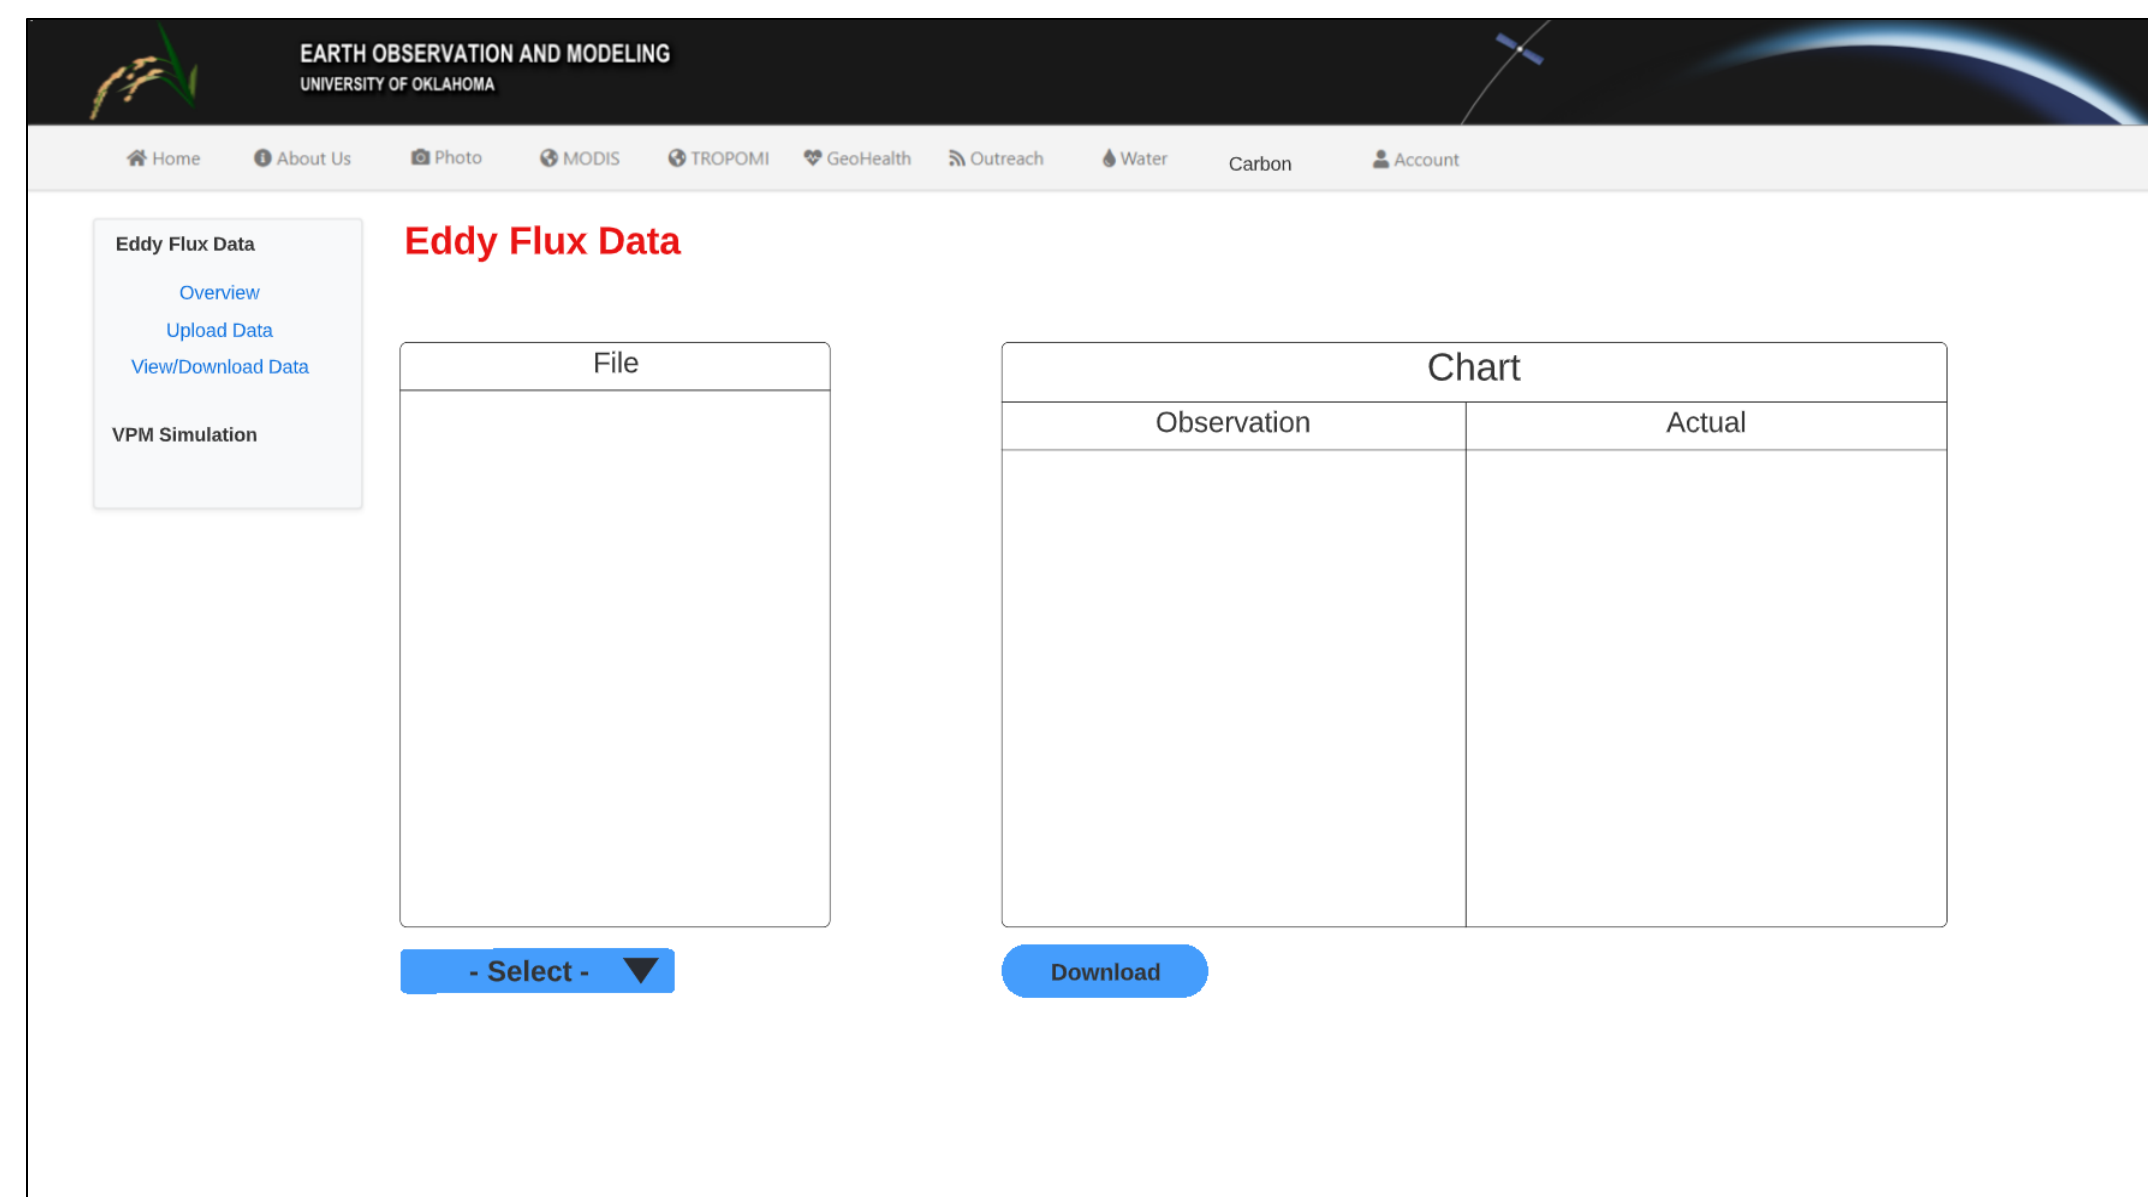 EARTH OBSERVATION AND MODELING
UNIVERSITY OF OKLAHOMA
Home About Us Photo MODIS TROPOMI GeoHealth Outreach Water Carbon Account
Eddy Flux Data
Overview
Upload Data
View/Download Data
VPM Simulation
Eddy Flux Data
File
Chart
Observation Actual
- Select -
Download